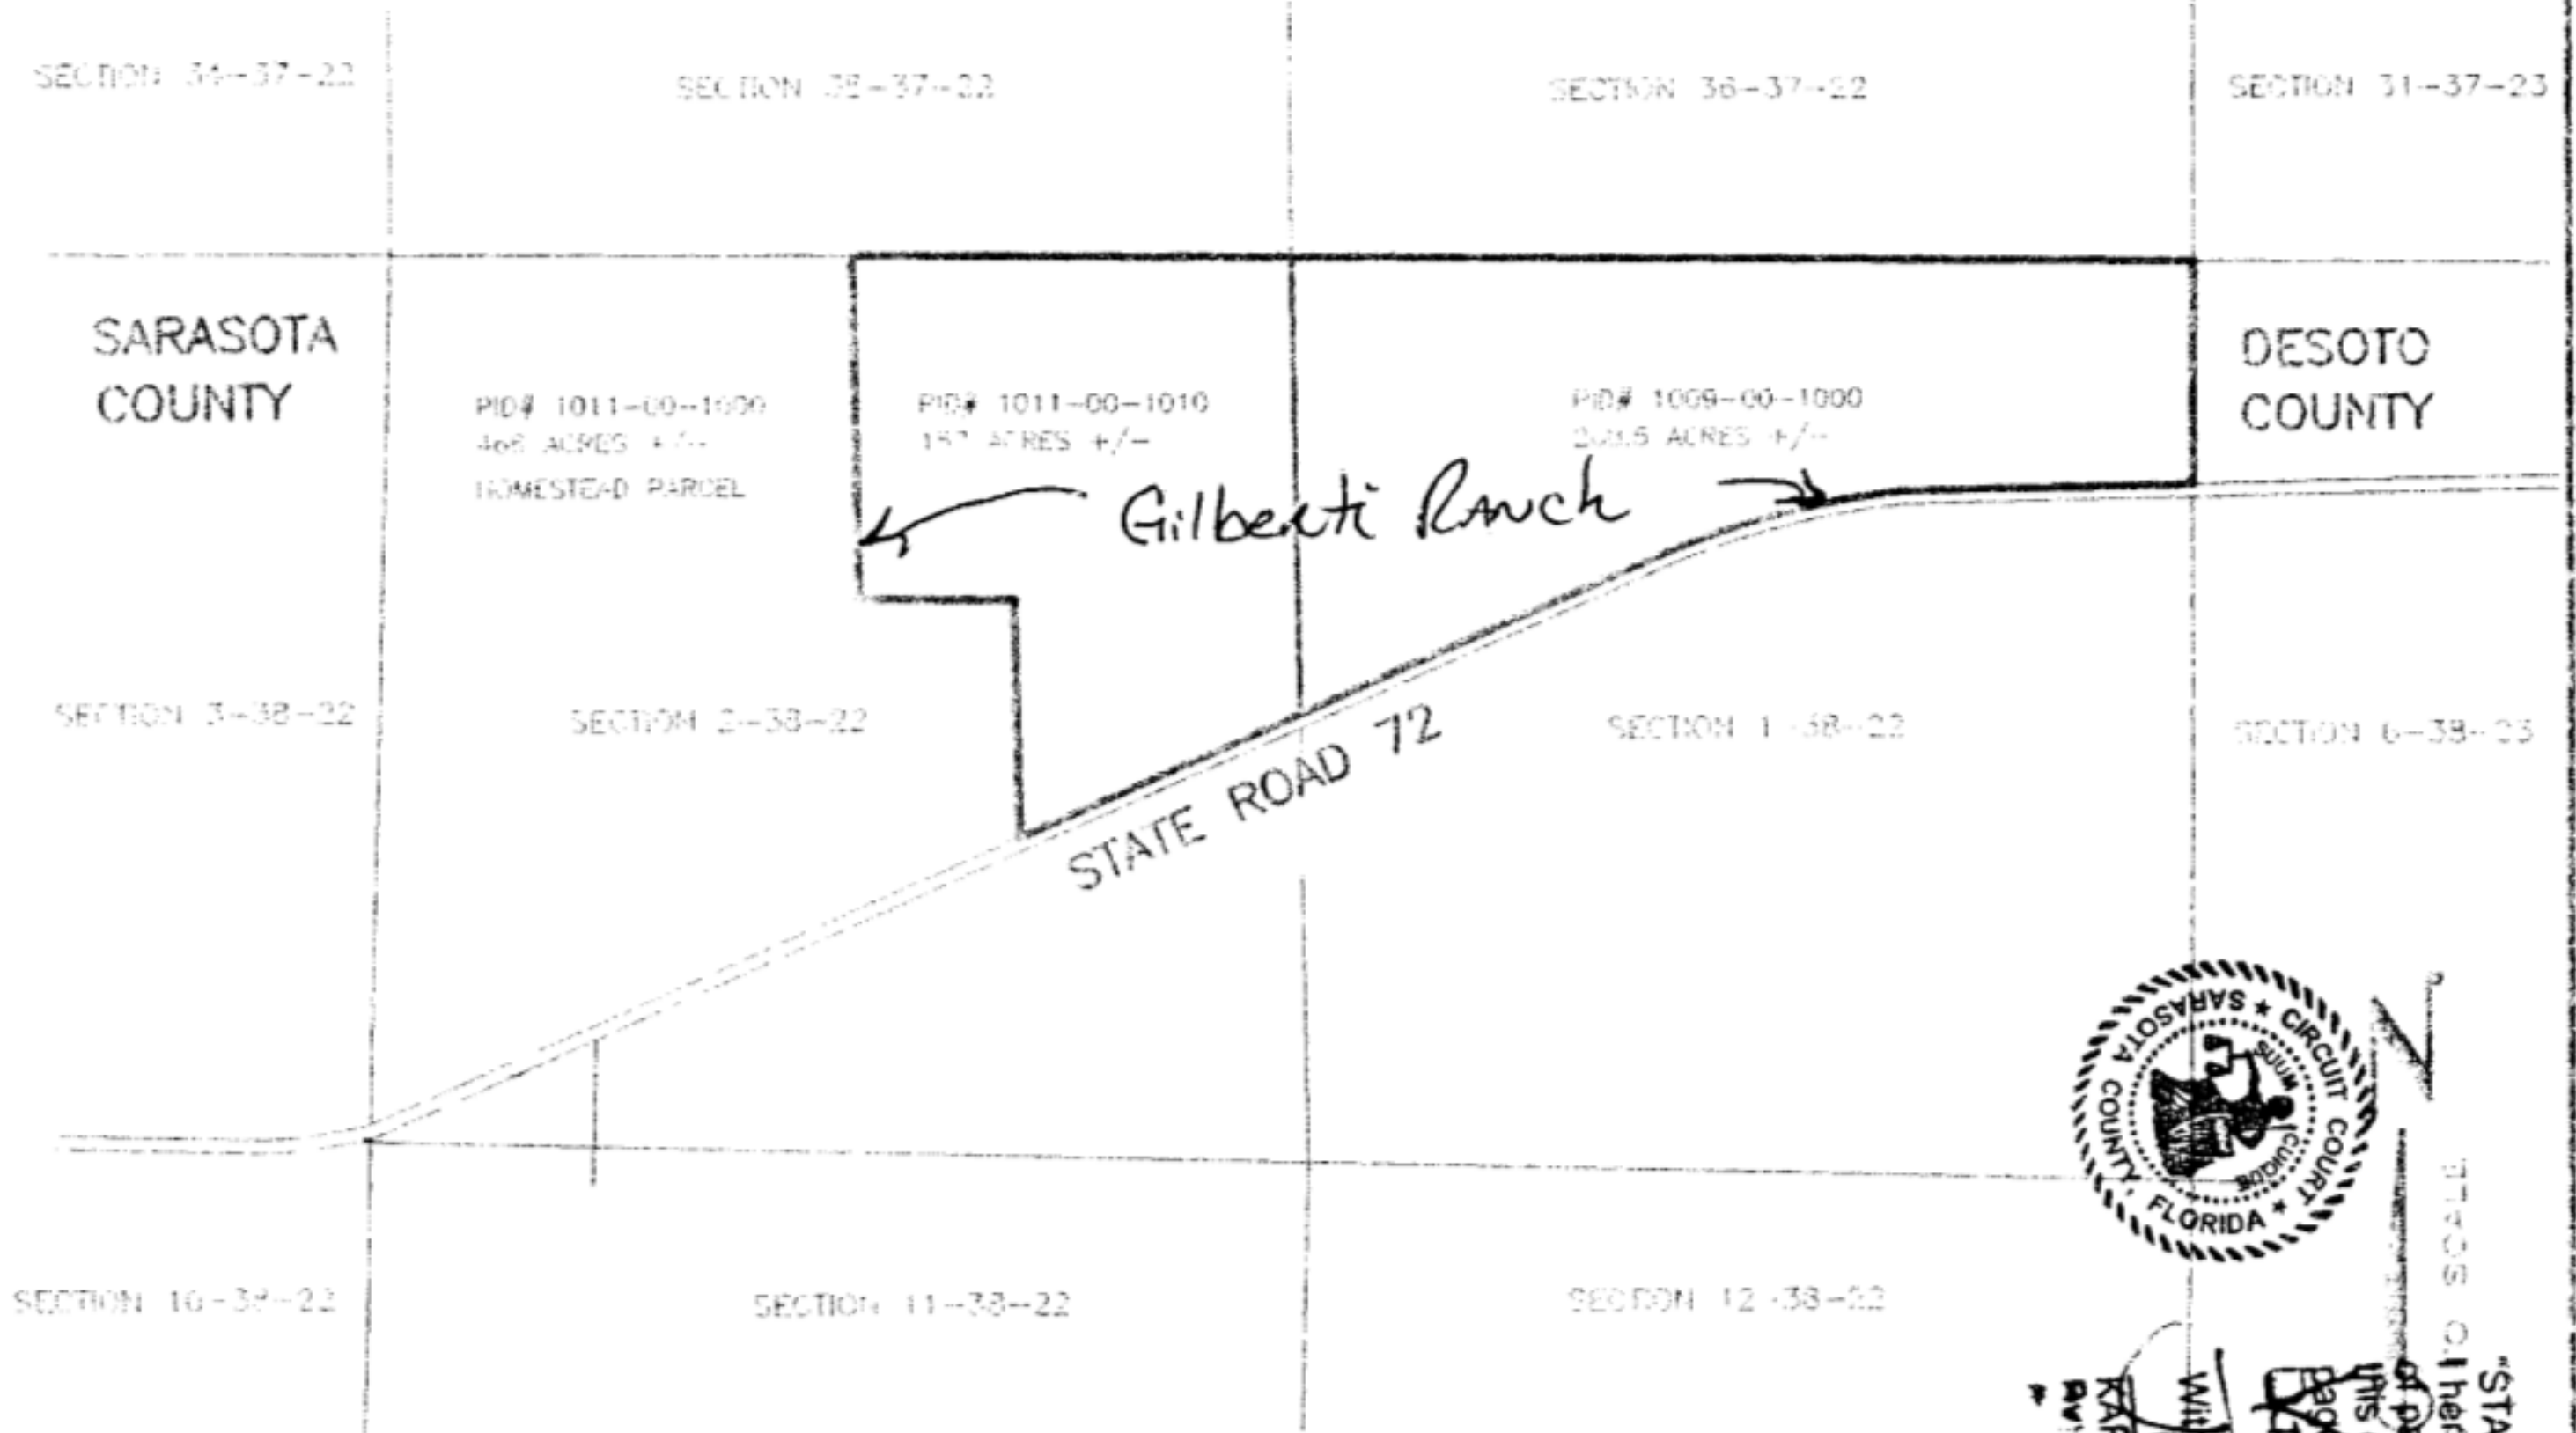 SECTION 34-37-22
SECTION 35-37-22
SECTION 36-37-22
SECTION 31-37-23
SARASOTA
COUNTY
DESOTO
COUNTY
PID# 1011-00-1000
466 ACRES +/-
HOMESTEAD PARCEL
PID# 1011-00-1010
157 ACRES +/-
PID# 1009-00-1000
ACRES +/-
Gilberti Ranch
SECTION 3-38-22
SECTION 2-38-22
SECTION 1-38-22
SECTION 6-38-23
STATE ROAD 72
SECTION 10-38-22
SECTION 11-38-22
SECTION 12-38-22
SARASOTA COUNTY, FLORIDA * CIRCUIT COURT *
SUUM CUIQUE
"STA